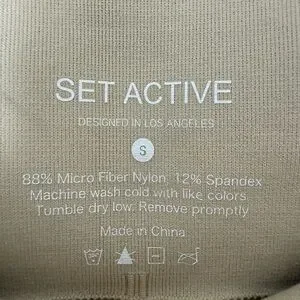 SET ACTIVE
DESIGNED IN LOS ANGELES
S
88% Micro Fiber Nylon. 12% Spandex
Machine wash cold with like colors
Tumble dry low. Remove promptly
Made in China